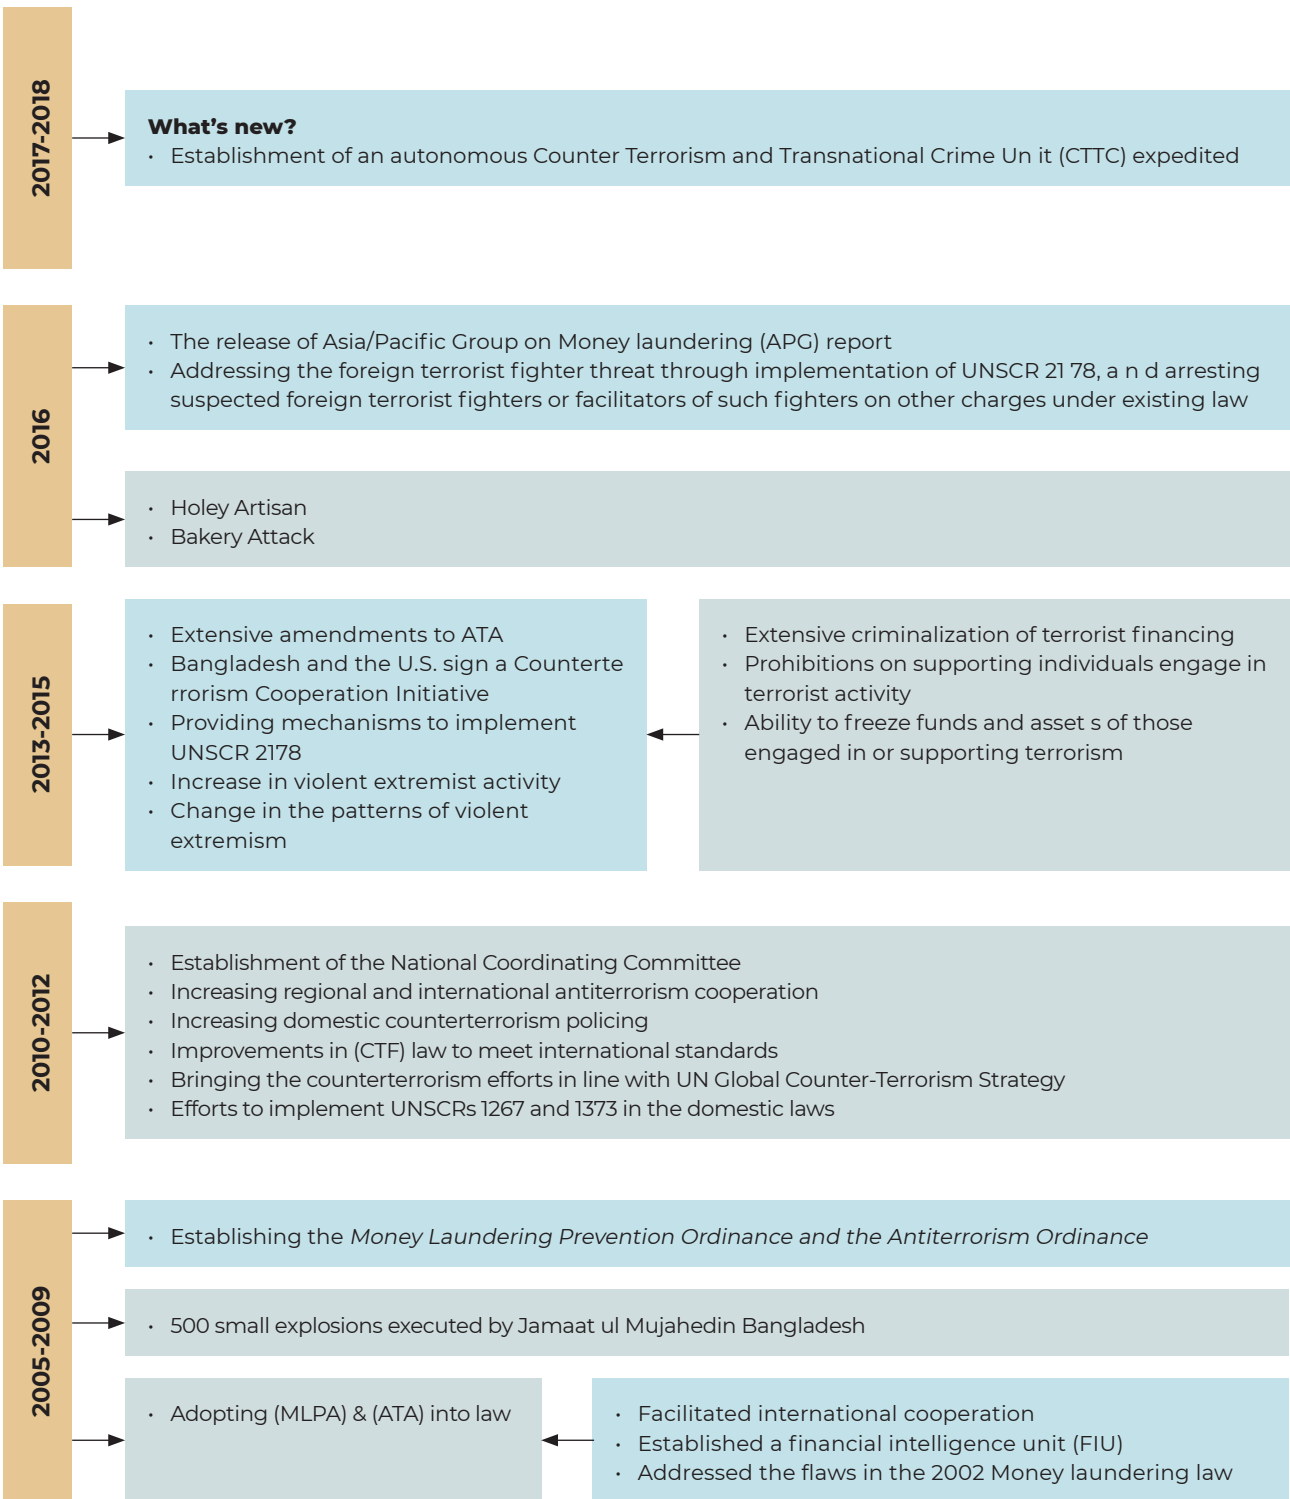 2017-2018
What's new?
· Establishment of an autonomous Counter Terrorism and Transnational Crime Un it (CTTC) expedited
2016
· The release of Asia/Pacific Group on Money laundering (APG) report
· Addressing the foreign terrorist fighter threat through implementation of UNSCR 21 78, a n d arresting
suspected foreign terrorist fighters or facilitators of such fighters on other charges under existing law
· Holey Artisan
· Bakery Attack
2013-2015
· Extensive amendments to ATA
· Bangladesh and the U.S. sign a Counterte
rrorism Cooperation Initiative
· Providing mechanisms to implement
UNSCR 2178
· Increase in violent extremist activity
· Change in the patterns of violent
extremism
· Extensive criminalization of terrorist financing
· Prohibitions on supporting individuals engage in
terrorist activity
· Ability to freeze funds and asset s of those
engaged in or supporting terrorism
2010-2012
· Establishment of the National Coordinating Committee
· Increasing regional and international antiterrorism cooperation
· Increasing domestic counterterrorism policing
· Improvements in (CTF) law to meet international standards
· Bringing the counterterrorism efforts in line with UN Global Counter-Terrorism Strategy
· Efforts to implement UNSCRs 1267 and 1373 in the domestic laws
2005-2009
· Establishing the Money Laundering Prevention Ordinance and the Antiterrorism Ordinance
· 500 small explosions executed by Jamaat ul Mujahedin Bangladesh
· Adopting (MLPA) & (ATA) into law
· Facilitated international cooperation
· Established a financial intelligence unit (FIU)
· Addressed the flaws in the 2002 Money laundering law